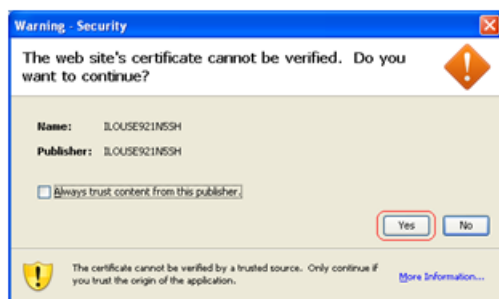 Warning - Security
The web site's certificate cannot be verified. Do you
want to continue?
Name: ILOUSE921NSSH
Publisher: ILOUSE921NSSH
Always trust content from this publisher.
Yes No
The certificate cannot be verified by a trusted source. Only continue if
you trust the origin of the application.
More Information...